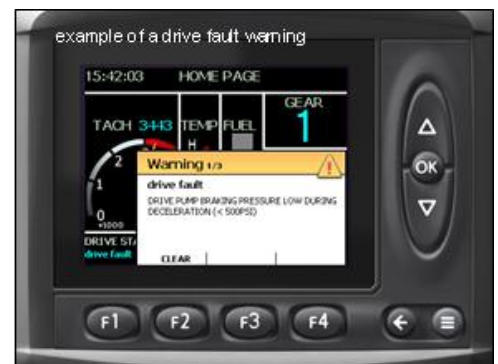 example of a drive fault warning
15:42:03 HOME PAGE
GEAR
1
TACH 3443 TEMP FUEL
H
2
1
0
×1000
Warning 1/3
drive fault
DRIVE PUMP BRAKING PRESSURE LOW DURING
DECELERATION (< 500PSI)
CLEAR
DRIVE STA
drive fault
OK
F1 F2 F3 F4